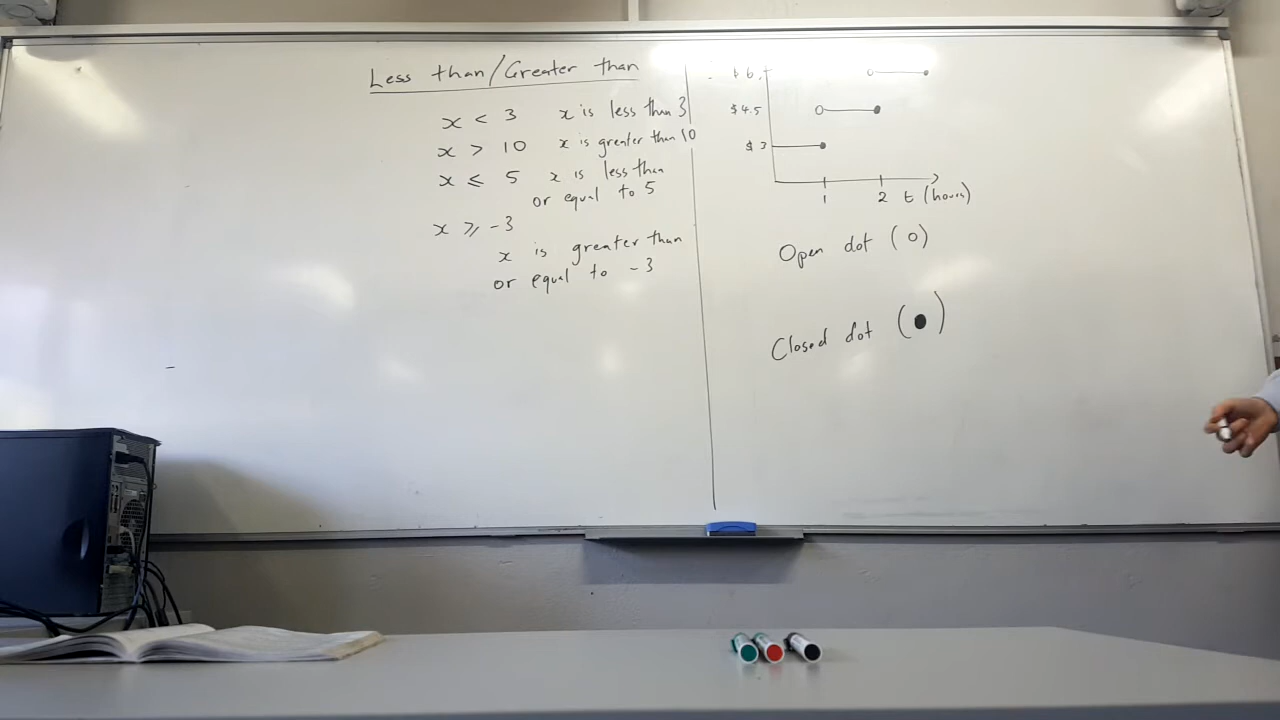 Less than/Greater than
x < 3 x is less than 3
x > 10 x is greater than 10
x ⩽ 5 x is less than
or equal to 5
x ⩾ -3
x is greater than
or equal to -3
$ 6
$ 4.5
$ 3
1 2 t (hours)
Open dot (o)
Closed dot (●)